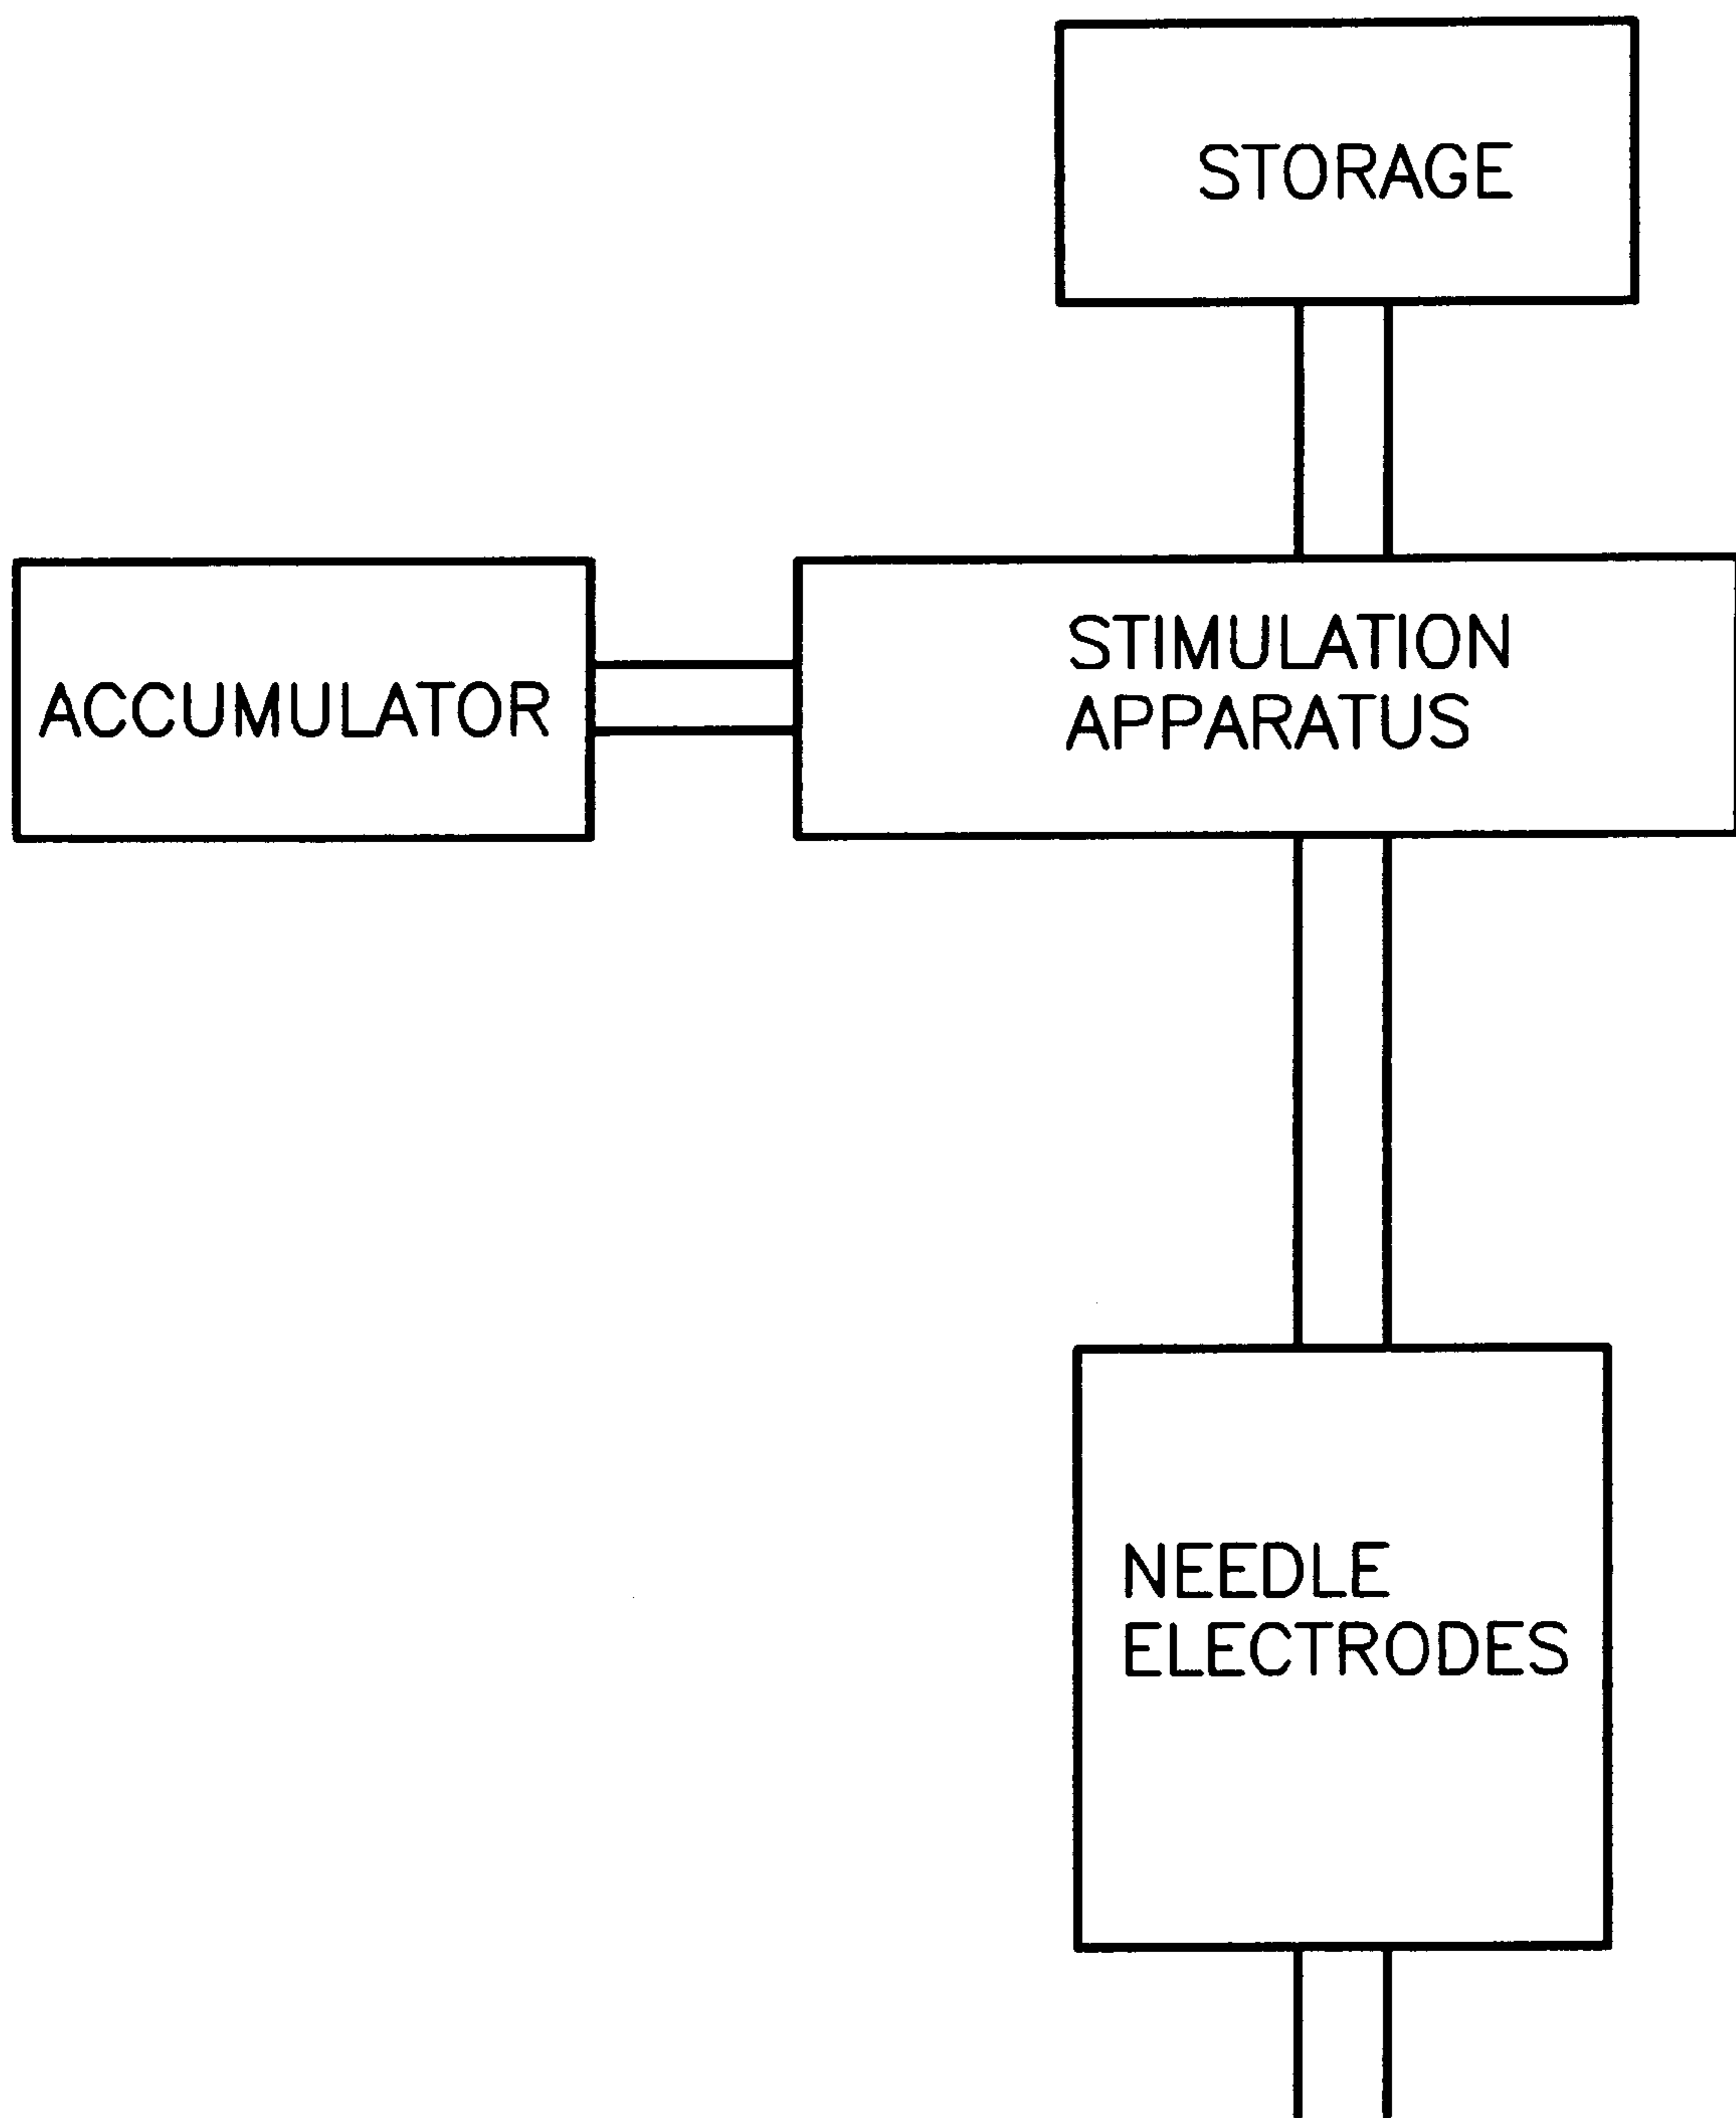 STORAGE
ACCUMULATOR
STIMULATION
APPARATUS
NEEDLE
ELECTRODES